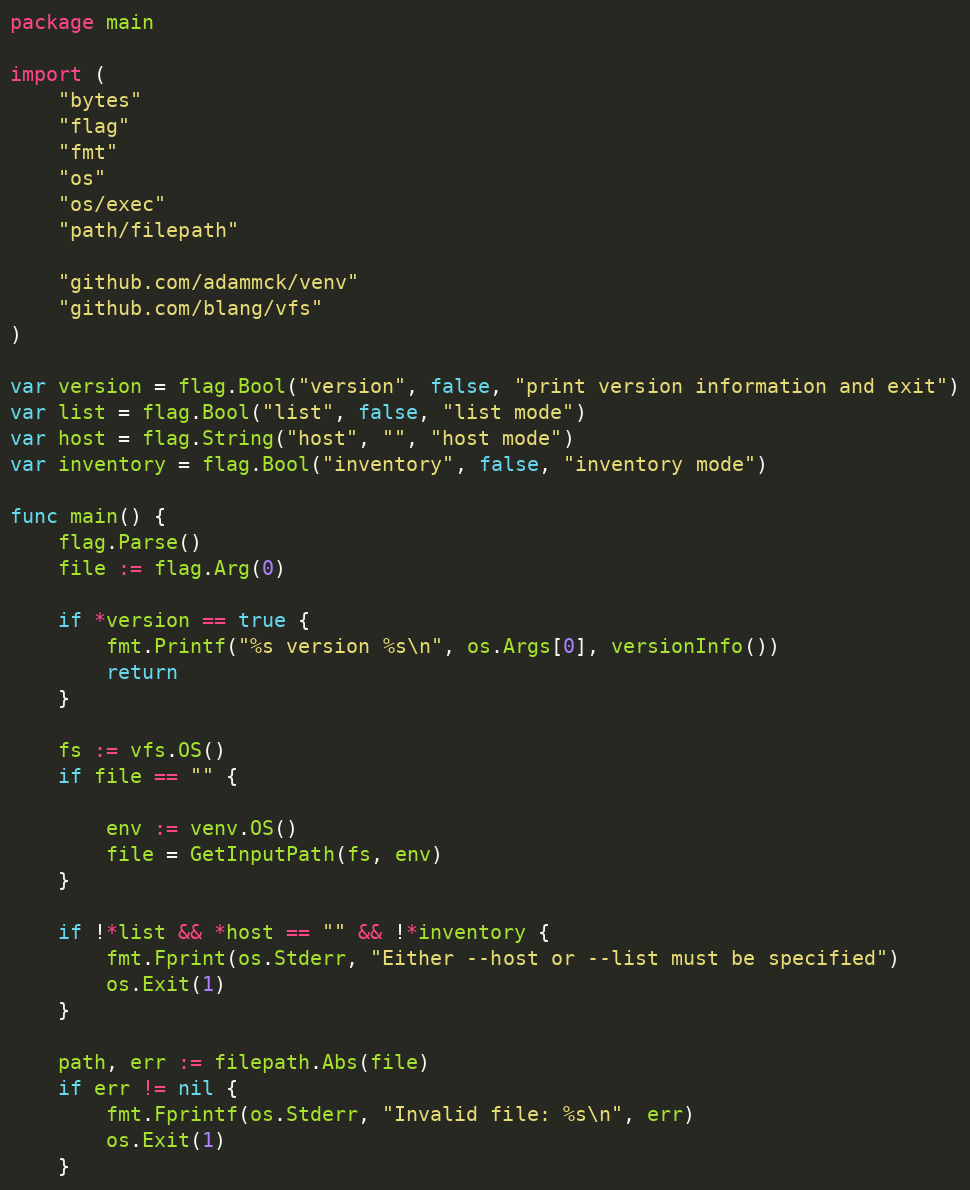 package main

import (
    "bytes"
    "flag"
    "fmt"
    "os"
    "os/exec"
    "path/filepath"

    "github.com/adammck/venv"
    "github.com/blang/vfs"
)

var version = flag.Bool("version", false, "print version information and exit")
var list = flag.Bool("list", false, "list mode")
var host = flag.String("host", "", "host mode")
var inventory = flag.Bool("inventory", false, "inventory mode")

func main() {
    flag.Parse()
    file := flag.Arg(0)

    if *version == true {
        fmt.Printf("%s version %s\n", os.Args[0], versionInfo())
        return
    }

    fs := vfs.OS()
    if file == "" {

        env := venv.OS()
        file = GetInputPath(fs, env)
    }

    if !*list && *host == "" && !*inventory {
        fmt.Fprint(os.Stderr, "Either --host or --list must be specified")
        os.Exit(1)
    }

    path, err := filepath.Abs(file)
    if err != nil {
        fmt.Fprintf(os.Stderr, "Invalid file: %s\n", err)
        os.Exit(1)
    }